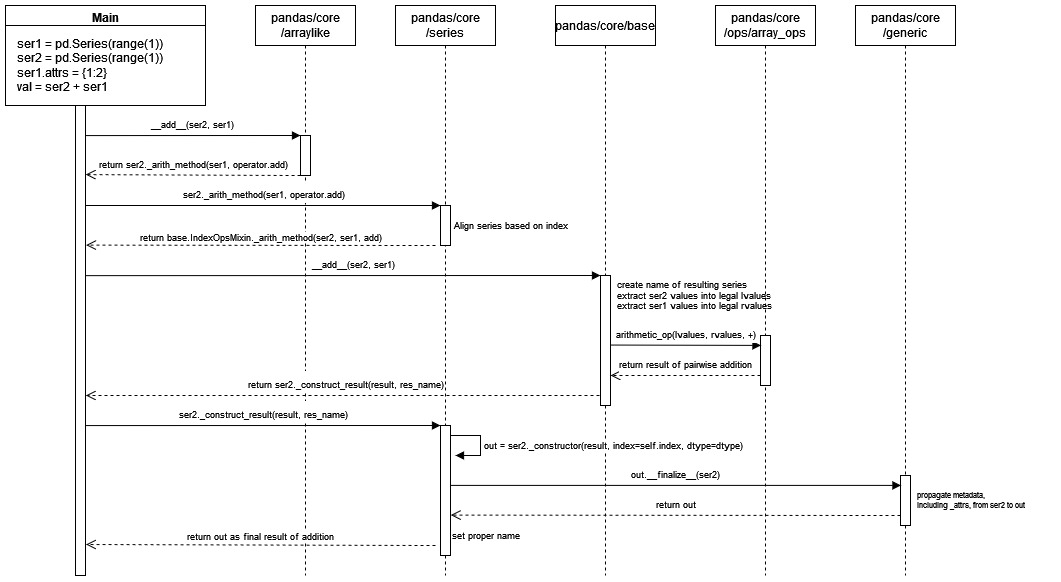 Main
ser1 = pd.Series(range(1))
ser2 = pd.Series(range(1))
ser1.attrs = {1:2}
val = ser2 + ser1
pandas/core
/arraylike
pandas/core
/series
pandas/core/base
pandas/core
/ops/array_ops
pandas/core
/generic
__add__(ser2, ser1)
return ser2._arith_method(ser1, operator.add)
ser2._arith_method(ser1, operator.add)
Align series based on index
return base.IndexOpsMixin._arith_method(ser2, ser1, add)
__add__(ser2, ser1)
create name of resulting series
extract ser2 values into legal lvalues
extract ser1 values into legal rvalues
arithmetic_op(lvalues, rvalues, +)
return result of pairwise addition
return ser2._construct_result(result, res_name)
ser2._construct_result(result, res_name)
out = ser2._constructor(result, index=self.index, dtype=dtype)
out.__finalize__(ser2)
propagate metadata,
including _attrs, from ser2 to out
return out
set proper name
return out as final result of addition